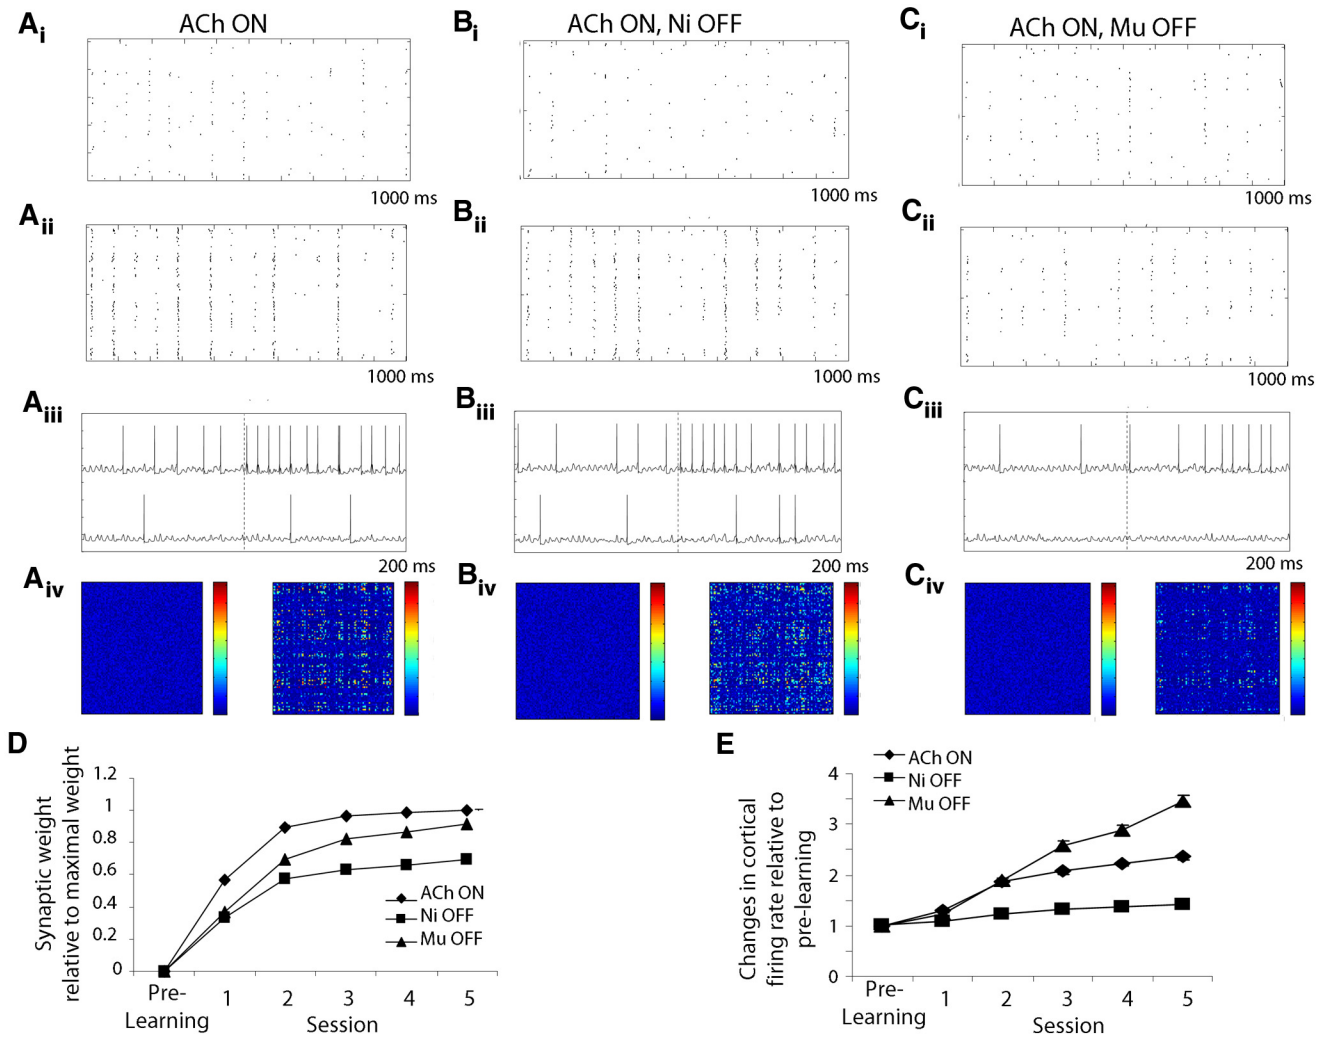 Ai ACh ON
Bi ACh ON, Ni OFF
Ci ACh ON, Mu OFF
1000 ms
1000 ms
1000 ms
Aii
Bii
Cii
1000 ms
1000 ms
1000 ms
Aiii
Biii
Ciii
200 ms
200 ms
200 ms
Aiv
Biv
Civ
D
Synaptic weight
relative to maximal weight
1.2
1
0.8
0.6
0.4
0.2
0
ACh ON
Ni OFF
Mu OFF
Pre-
Learning
1 2 3 4 5
Session
E
ACh ON
Ni OFF
Mu OFF
Changes in cortical
firing rate relative to
pre-learning
4
3
2
1
0
Pre-
Learning
1 2 3 4 5
Session